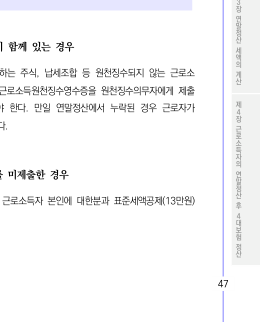 함께 있는 경우
하는 주식, 납세조합 등 원천징수되지 않는 근로소
근로소득원천징수영수증을 원천징수의무자에게 제출
한다. 만일 연말정산에서 누락된 경우 근로자가
다.
미제출한 경우
근로소득자 본인에 대한분과 표준세액공제(13만원)
3장 연말정산 세액의 계산
제4장 근로소득자의 연말정산 후 4대보험 정산
47